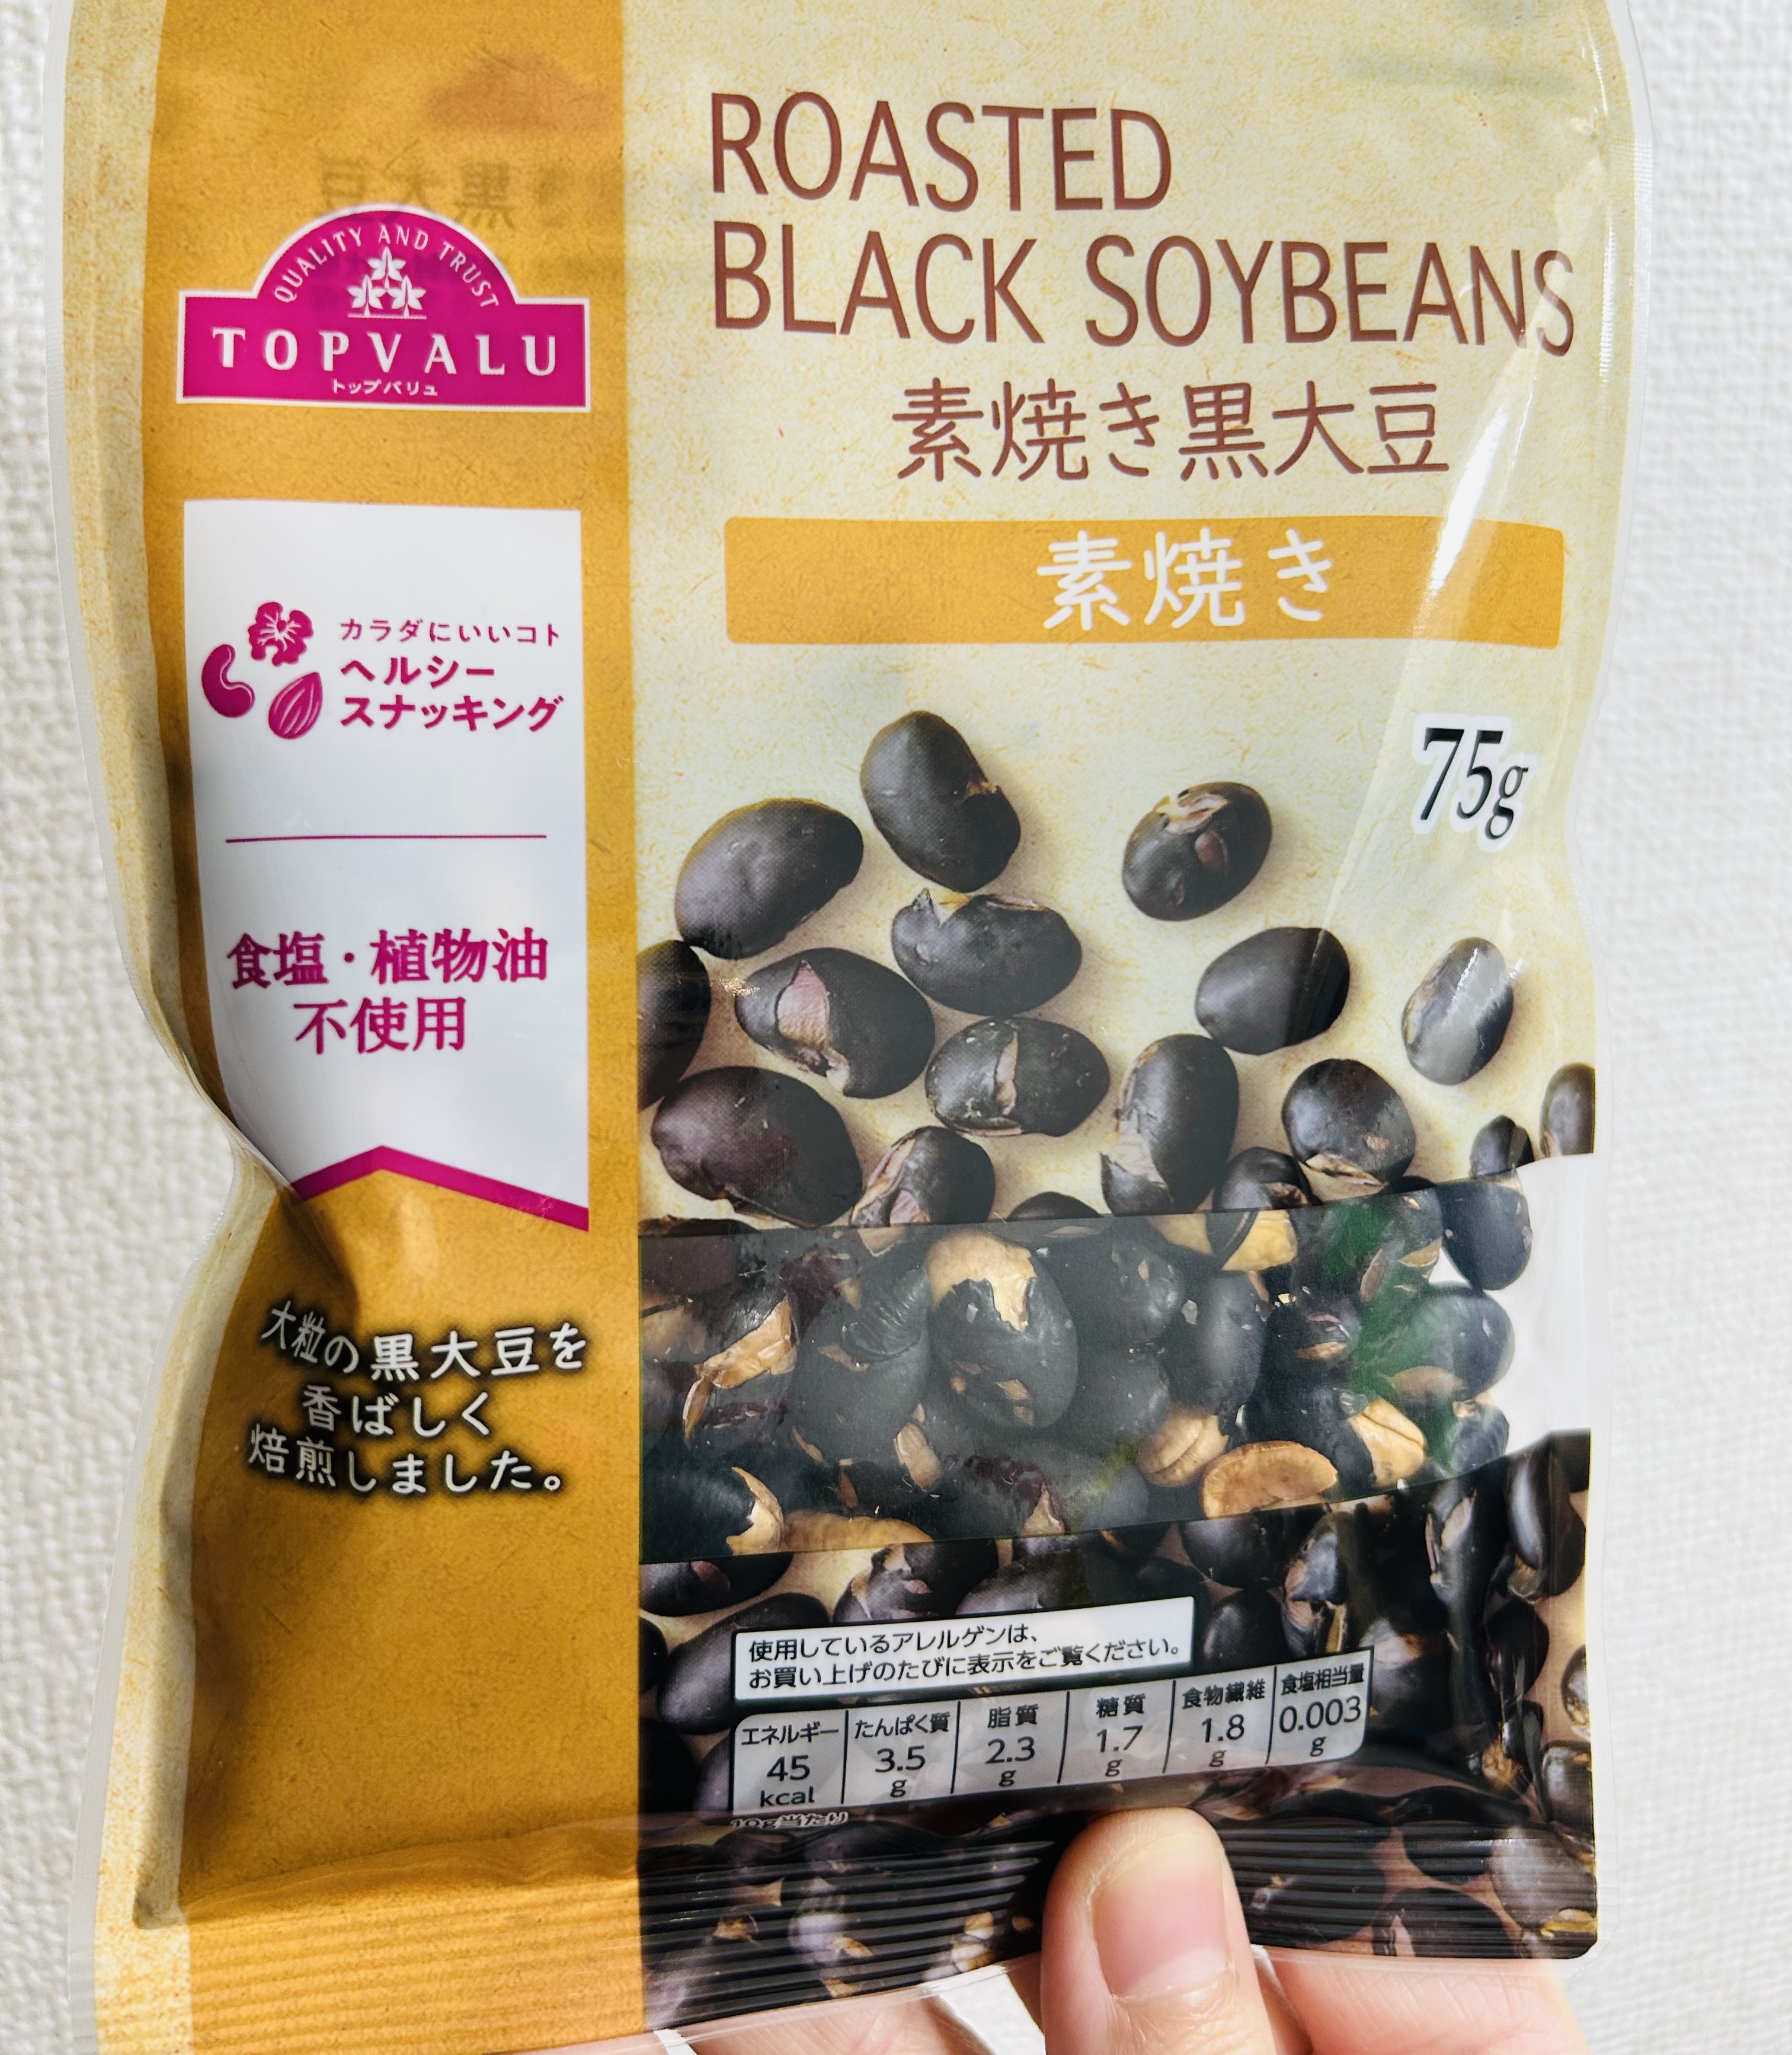 ROASTED
BLACK SOYBEANS
素焼き黒大豆
素焼き
75g
QUALITY AND TRUST
TOPVALU
トップバリュ
カラダにいいコト
ヘルシー
スナッキング
食塩・植物油
不使用
大粒の黒大豆を
香ばしく
焙煎しました。
使用しているアレルゲンは、
お買い上げのたびに表示をご覧ください。
エネルギー たんぱく質 脂質 糖質 食物繊維 食塩相当量
45 3.5 2.3 1.7 1.8 0.003
kcal g g g g g
10g当たり